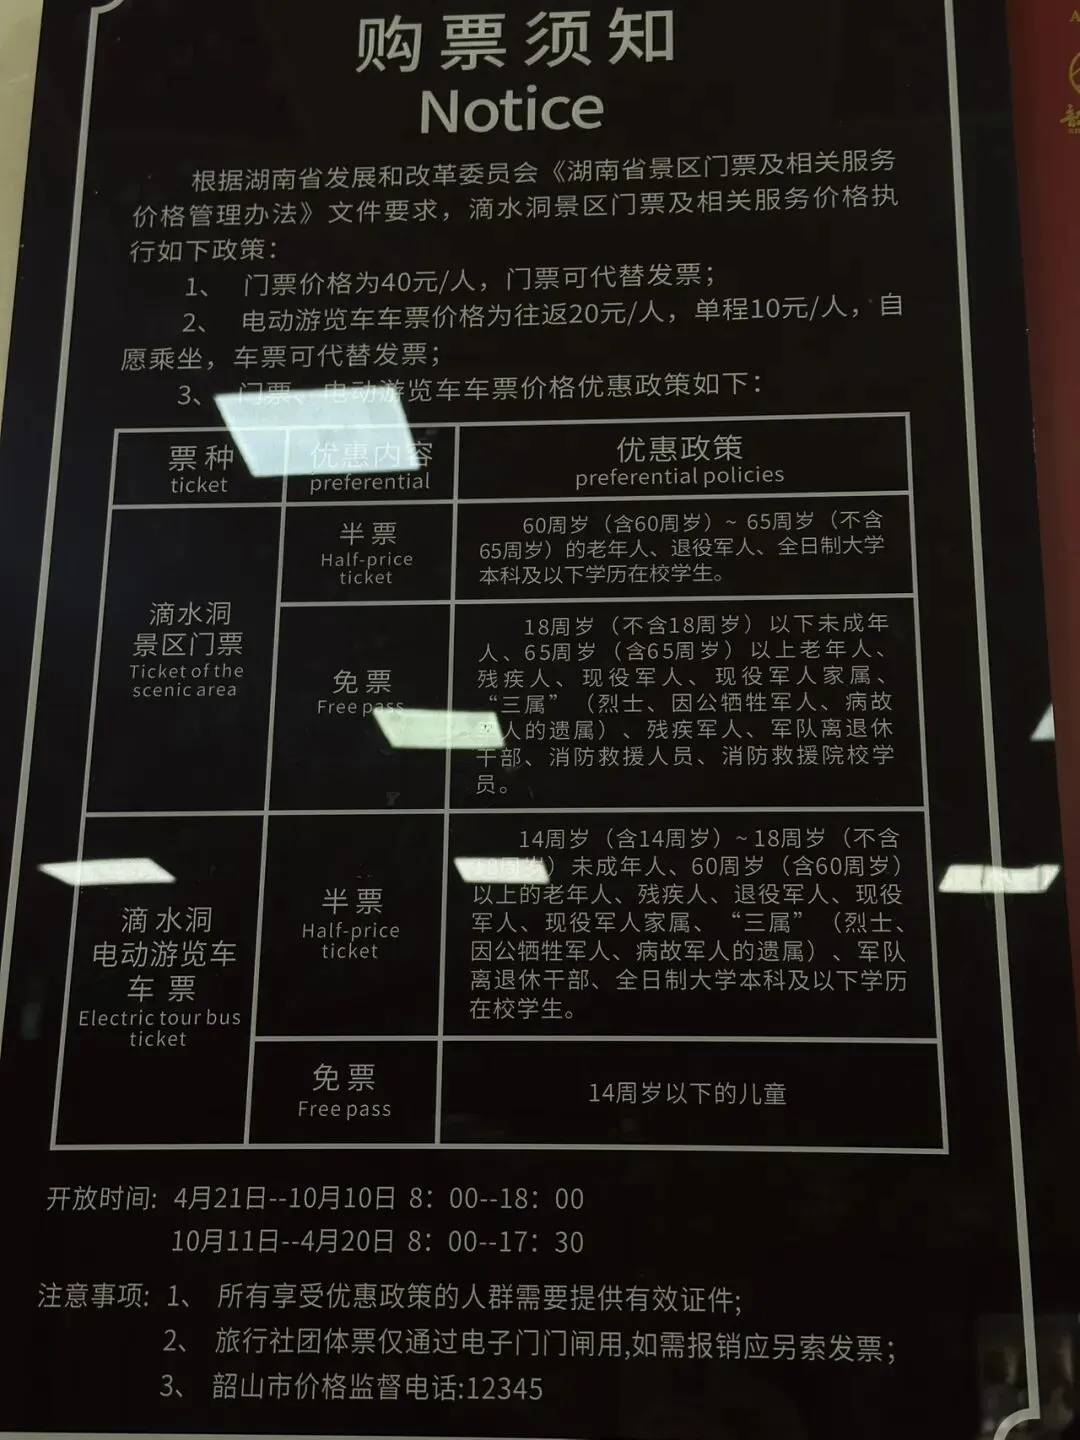 购票须知
Notice
根据湖南省发展和改革委员会《湖南省景区门票及相关服务
价格管理办法》文件要求，滴水洞景区门票及相关服务价格执
行如下政策：
1、 门票价格为40元/人，门票可代替发票；
2、 电动游览车车票价格为往返20元/人，单程10元/人，自
愿乘坐，车票可代替发票；
3、 门票、电动游览车车票价格优惠政策如下：
票种
ticket
优惠内容
preferential
优惠政策
preferential policies
滴水洞
景区门票
Ticket of the
scenic area
半票
Half-price
ticket
60周岁（含60周岁）~ 65周岁（不含
65周岁）的老年人、退役军人、全日制大学
本科及以下学历在校学生。
免票
Free pass
18周岁（不含18周岁）以下未成年
人、65周岁（含65周岁）以上老年人、
残疾人、现役军人、现役军人家属、
“三属”（烈士、因公牺牲军人、病故
军人的遗属）、残疾军人、军队离退休
干部、消防救援人员、消防救援院校学
员。
滴水洞
电动游览车
车票
Electric tour bus
ticket
半票
Half-price
ticket
14周岁（含14周岁）~ 18周岁（不含
18周岁）未成年人、60周岁（含60周岁）
以上的老年人、残疾人、退役军人、现役
军人、现役军人家属、“三属”（烈士、
因公牺牲军人、病故军人的遗属）、军队
离退休干部、全日制大学本科及以下学历
在校学生。
免票
Free pass
14周岁以下的儿童
开放时间: 4月21日--10月10日 8：00--18：00
10月11日--4月20日 8：00--17：30
注意事项: 1、 所有享受优惠政策的人群需要提供有效证件;
2、 旅行社团体票仅通过电子门门闸用,如需报销应另索发票；
3、 韶山市价格监督电话:12345